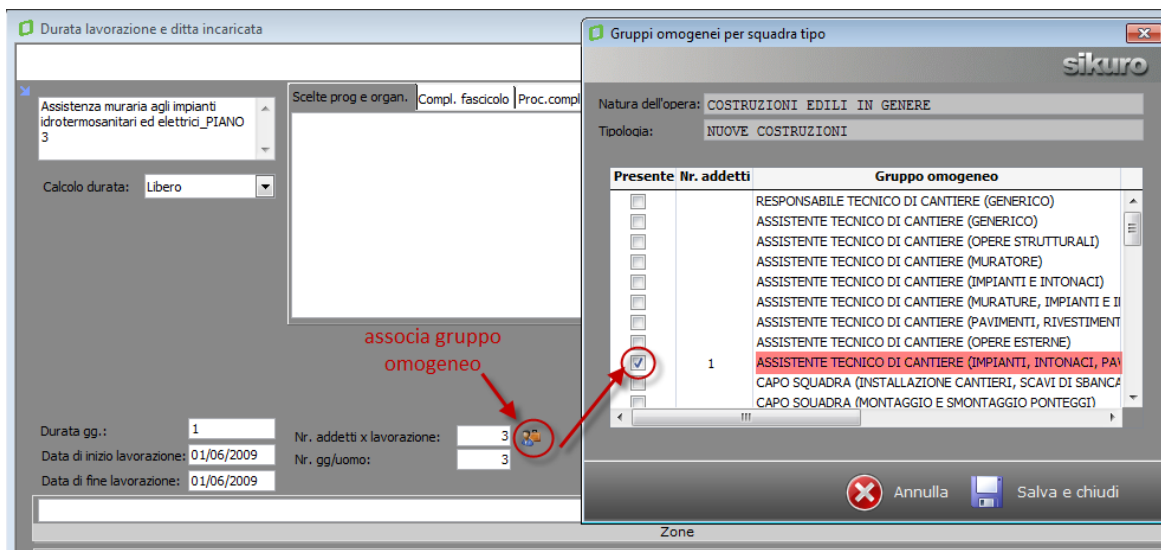 Durata lavorazione e ditta incaricata
Assistenza muraria agli impianti
idrotermosanitari ed elettrici_PIANO
3
Calcolo durata: Libero
Scelte prog e organ. Compl. fascicolo Proc.compl
associa gruppo
omogeneo
Durata gg.: 1
Data di inizio lavorazione: 01/06/2009
Data di fine lavorazione: 01/06/2009
Nr. addetti x lavorazione: 3
Nr. gg/uomo: 3
Zone
Gruppi omogenei per squadra tipo
sikuro
Natura dell'opera: COSTRUZIONI EDILI IN GENERE
Tipologia: NUOVE COSTRUZIONI
Presente Nr. addetti Gruppo omogeneo
RESPONSABILE TECNICO DI CANTIERE (GENERICO)
ASSISTENTE TECNICO DI CANTIERE (GENERICO)
ASSISTENTE TECNICO DI CANTIERE (OPERE STRUTTURALI)
ASSISTENTE TECNICO DI CANTIERE (MURATORE)
ASSISTENTE TECNICO DI CANTIERE (IMPIANTI E INTONACI)
ASSISTENTE TECNICO DI CANTIERE (MURATURE, IMPIANTI E
ASSISTENTE TECNICO DI CANTIERE (PAVIMENTI, RIVESTIMENT
ASSISTENTE TECNICO DI CANTIERE (OPERE ESTERNE)
1 ASSISTENTE TECNICO DI CANTIERE (IMPIANTI, INTONACI,
CAPO SQUADRA (INSTALLAZIONE CANTIERI, SCAVI DI SBANCA
CAPO SQUADRA (MONTAGGIO E SMONTAGGIO PONTEGGI)
Annulla Salva e chiudi